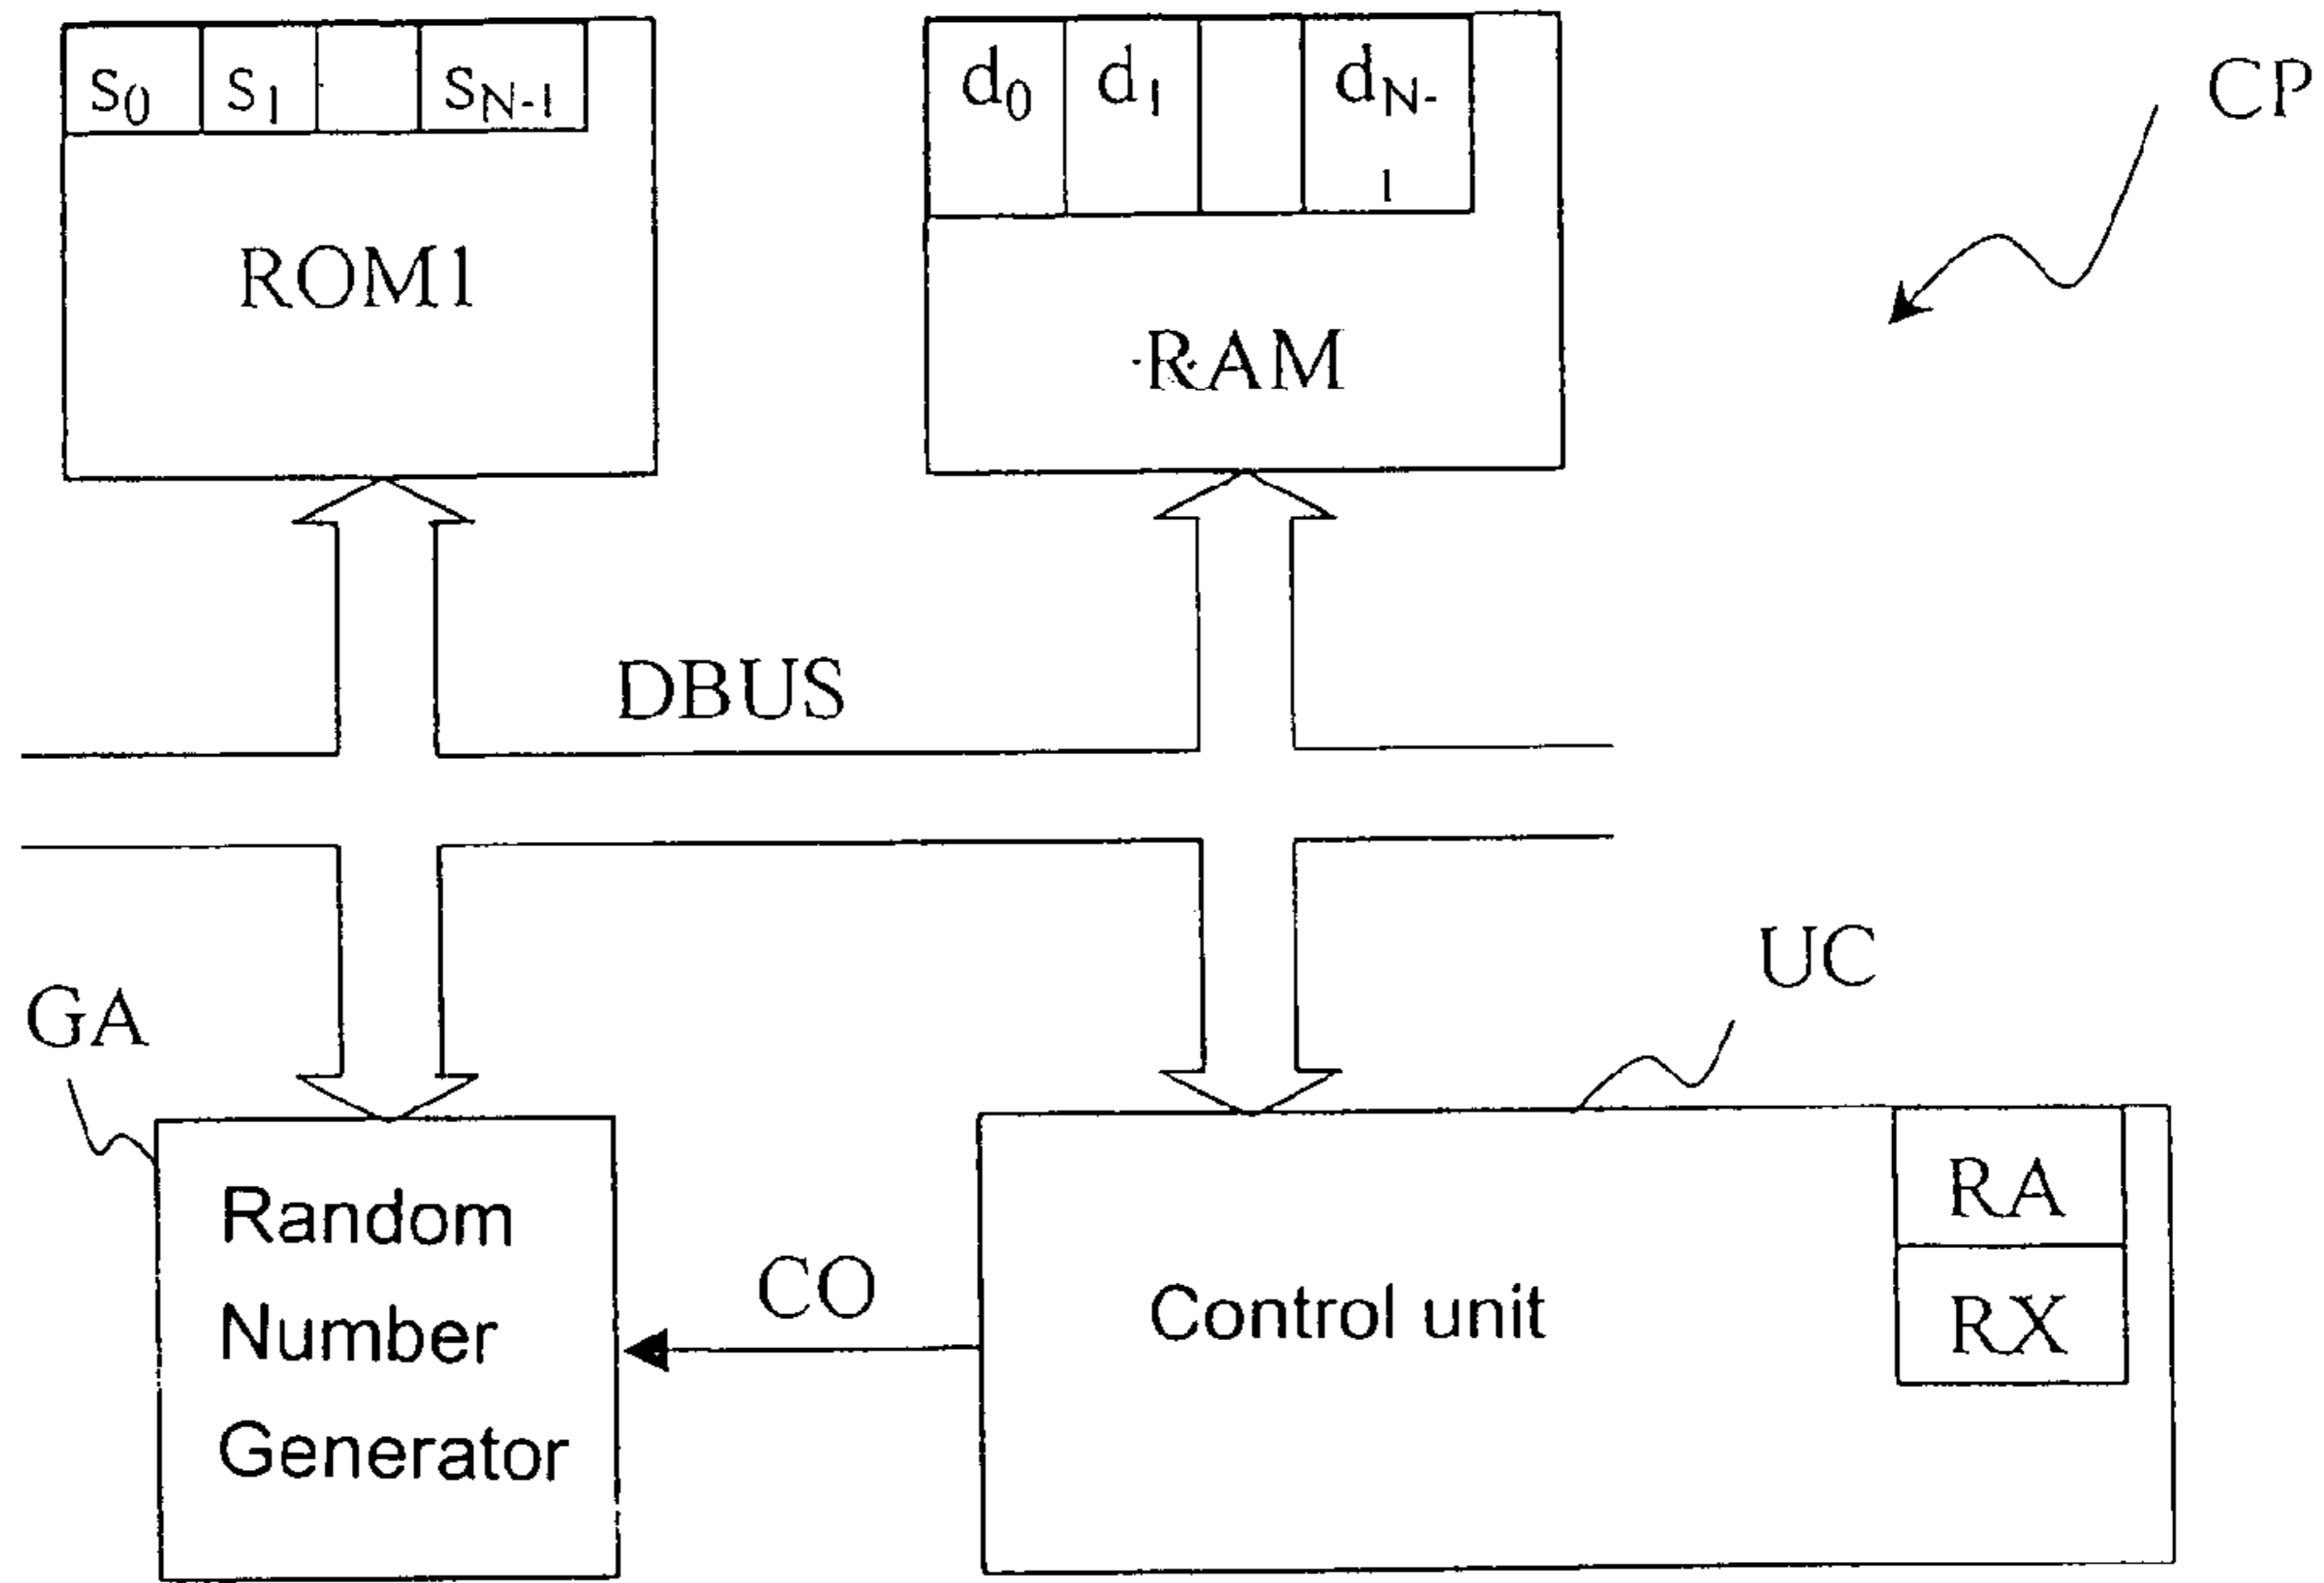 s0 s1 sN-1
ROM1
d0 d1 dN-
1
RAM
CP
DBUS
GA
UC
Random
Number
Generator
CO
Control unit
RA
RX